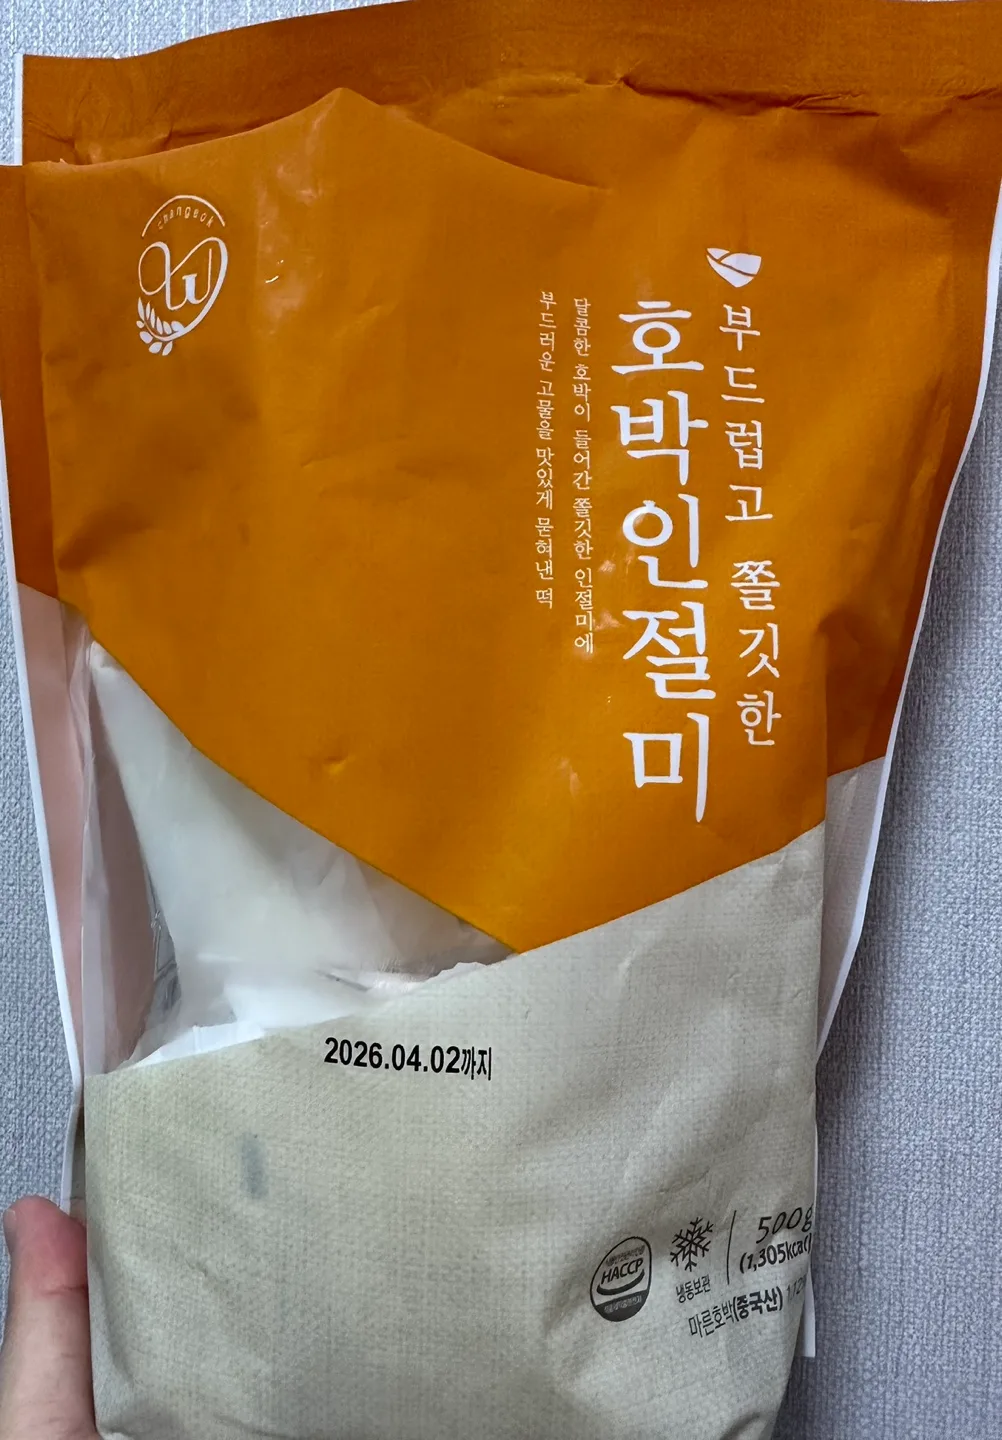 changeok
부드럽고 쫄깃한
호박인절미
달콤한 호박이 들어간 쫄깃한 인절미에
부드러운 고물을 맛있게 묻혀낸 떡
2026.04.02까지
HACCP
냉동보관
500g
(1,305kcal)
마른호박(중국산)